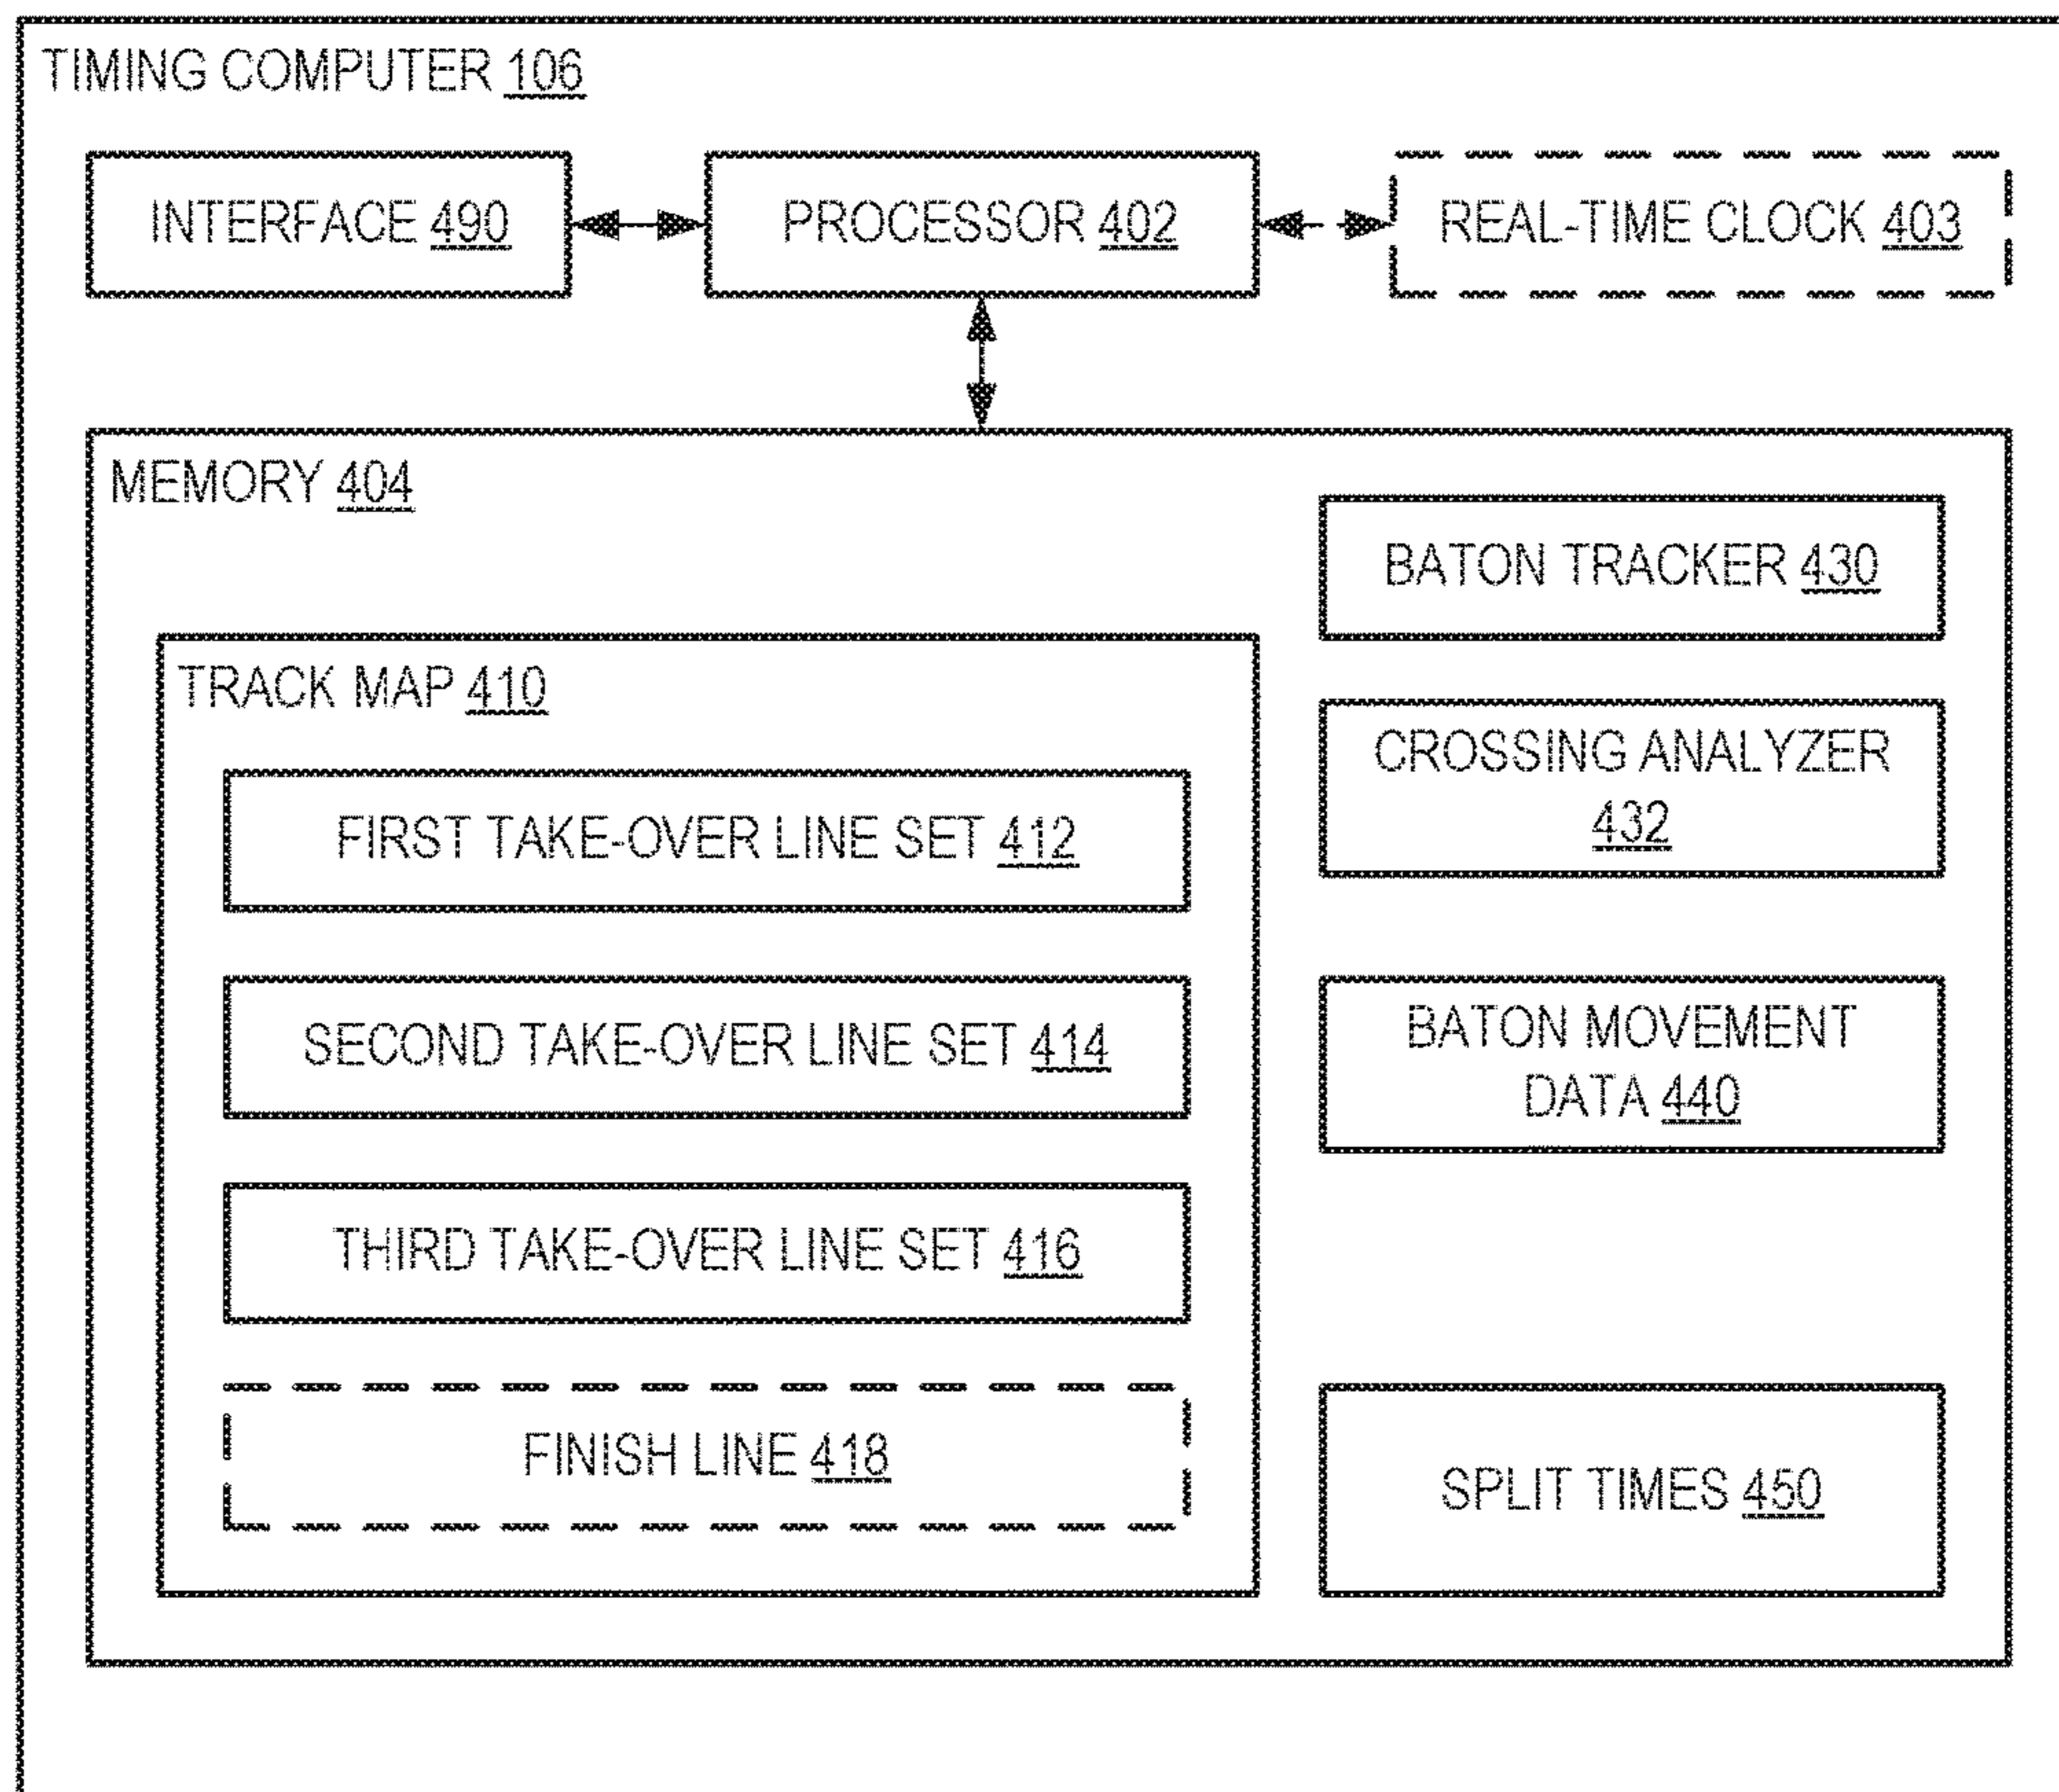 TIMING COMPUTER 106
INTERFACE 490
PROCESSOR 402
REAL-TIME CLOCK 403
MEMORY 404
BATON TRACKER 430
TRACK MAP 410
CROSSING ANALYZER
432
FIRST TAKE-OVER LINE SET 412
SECOND TAKE-OVER LINE SET 414
BATON MOVEMENT
DATA 440
THIRD TAKE-OVER LINE SET 416
FINISH LINE 418
SPLIT TIMES 450